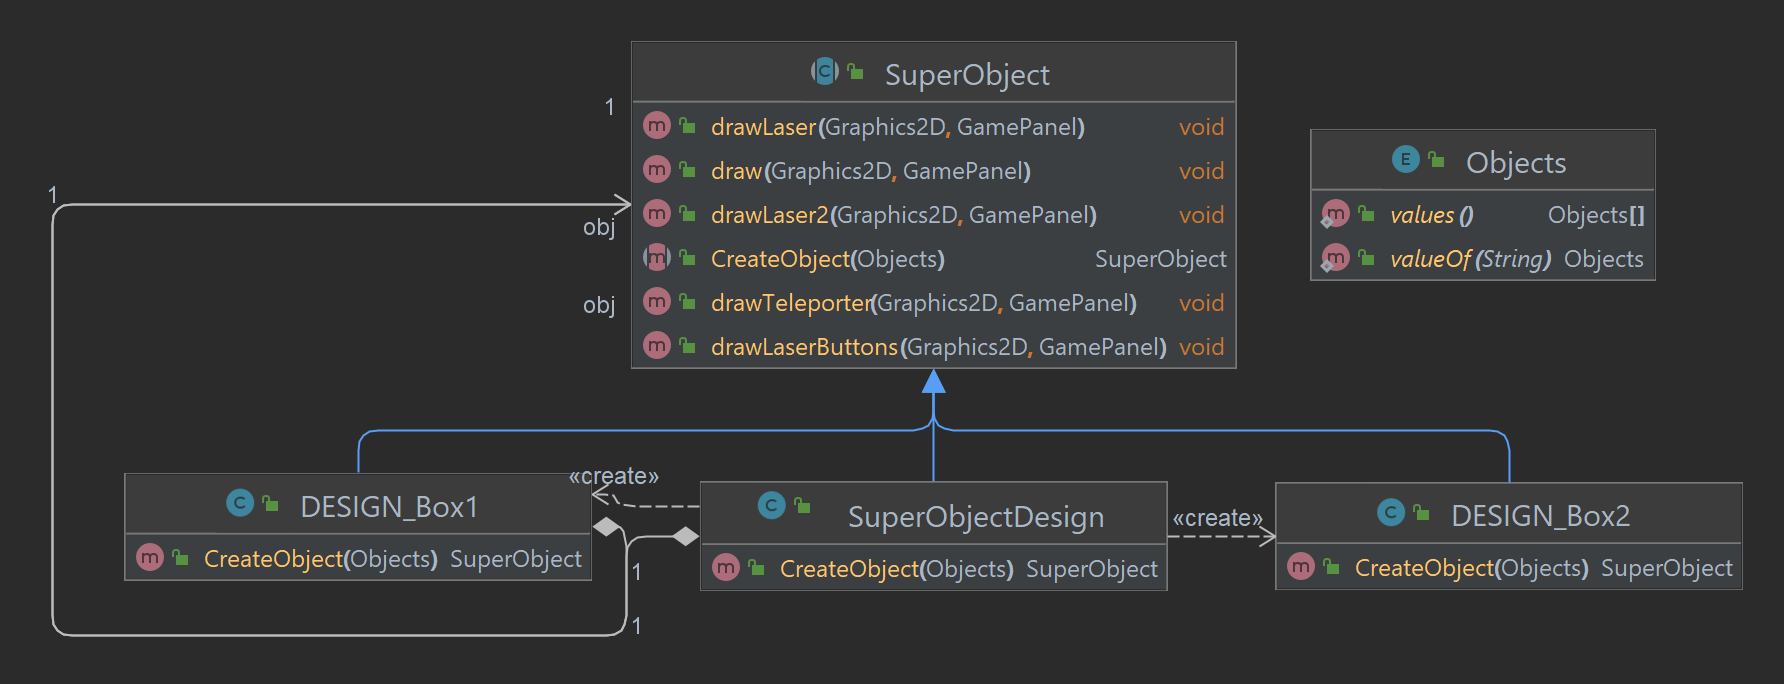 SuperObject
1
drawLaser(Graphics2D, GamePanel) void
draw(Graphics2D, GamePanel) void
1
drawLaser2(Graphics2D, GamePanel) void
obj
CreateObject(Objects) SuperObject
obj
drawTeleporter(Graphics2D, GamePanel) void
drawLaserButtons(Graphics2D, GamePanel) void
E Objects
values() Objects[]
valueOf(String) Objects
«create»
C DESIGN_Box1
m CreateObject(Objects) SuperObject
C SuperObjectDesign
m CreateObject(Objects) SuperObject
«create»
C DESIGN_Box2
m CreateObject(Objects) SuperObject
1
1